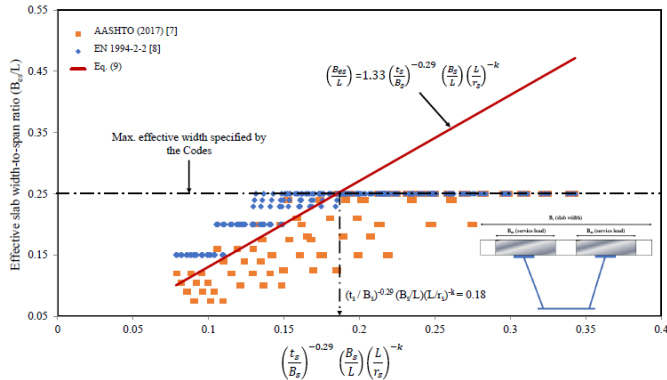 0.55
0.45
0.35
0.25
0.15
0.05
Effective slab width-to-span ratio (Bes/L)
AASHTO (2017) [7]
EN 1994-2-2 [8]
Eq. (9)
(Bes/L) = 1.33 (ts/Bs)^-0.29 (Bs/L) (L/rs)^-k
Max. effective width specified by
the Codes
Bs (slab width)
Bes (service load) Bes (service load)
(ts / Bs)-0.29 (Bs/L)(L/rs)-k = 0.18
0 0.05 0.1 0.15 0.2 0.25 0.3 0.35 0.4
(ts/Bs)^-0.29 (Bs/L) (L/rs)^-k